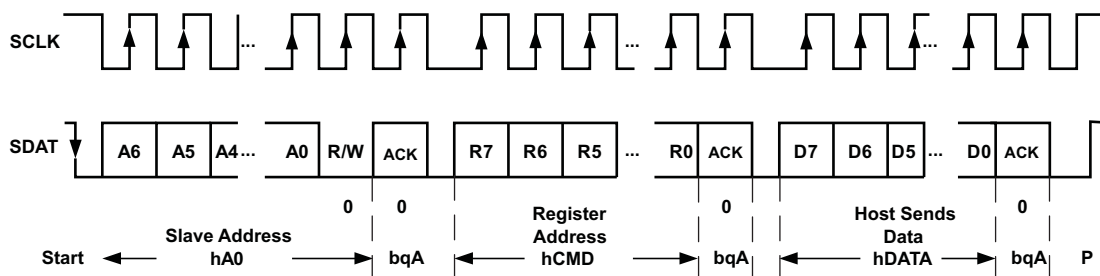 SCLK ... ... ...
SDAT A6 A5 A4... A0 R/W ACK R7 R6 R5 ... R0 ACK D7 D6 D5 ... D0 ACK
0 0 0 0
Start Slave Address hA0 bqA Register Address hCMD bqA Host Sends Data hDATA bqA P